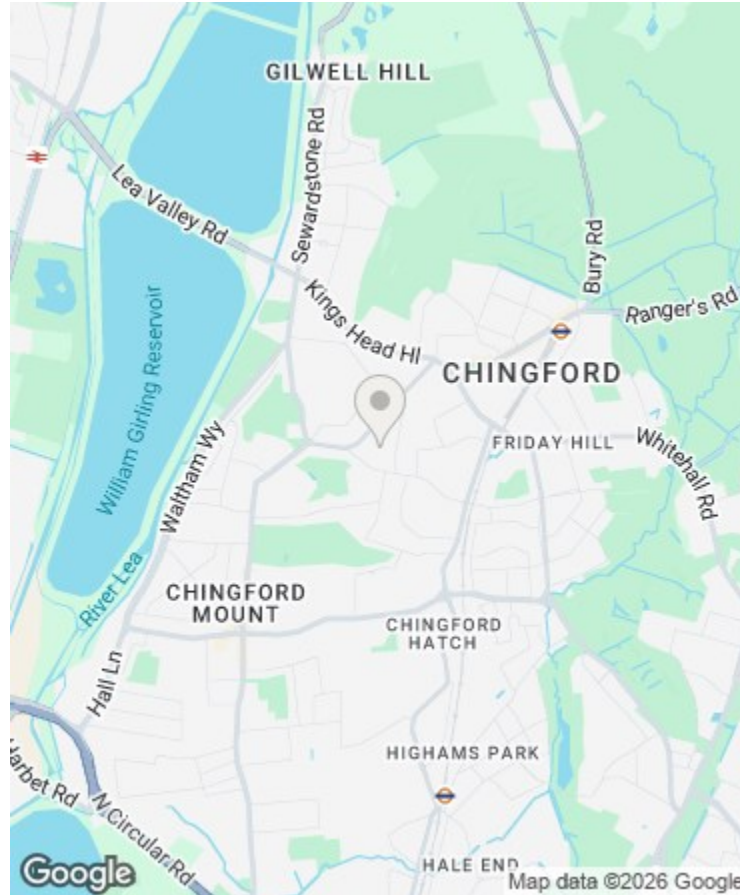 GILWELL HILL
Sewardstone Rd
Lea Valley Rd
Bury Rd
Ranger's Rd
Kings Head Hl
William Girling Reservoir
CHINGFORD
FRIDAY HILL
Whitehall Rd
Waltham Wy
River Lea
CHINGFORD
MOUNT
CHINGFORD
HATCH
Hall Ln
HIGHAMS PARK
Harbet Rd
N Circular Rd
HALE END
Google
Map data ©2026 Google